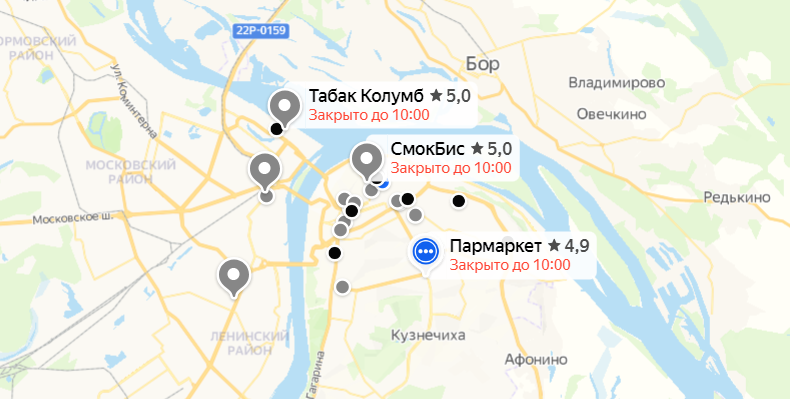 22Р-0159
ОРМОВСКИЙ
РАЙОН
Бор
ул. Коминтерна
Табак Колумб ★ 5,0
Закрыто до 10:00
Владимирово
Овечкино
СмокБис ★ 5,0
Закрыто до 10:00
МОСКОВСКИЙ
РАЙОН
Редькино
Московское ш.
Пармаркет ★ 4,9
Закрыто до 10:00
ЛЕНИНСКИЙ
РАЙОН
Кузнечиха
Афонино
Гагарина